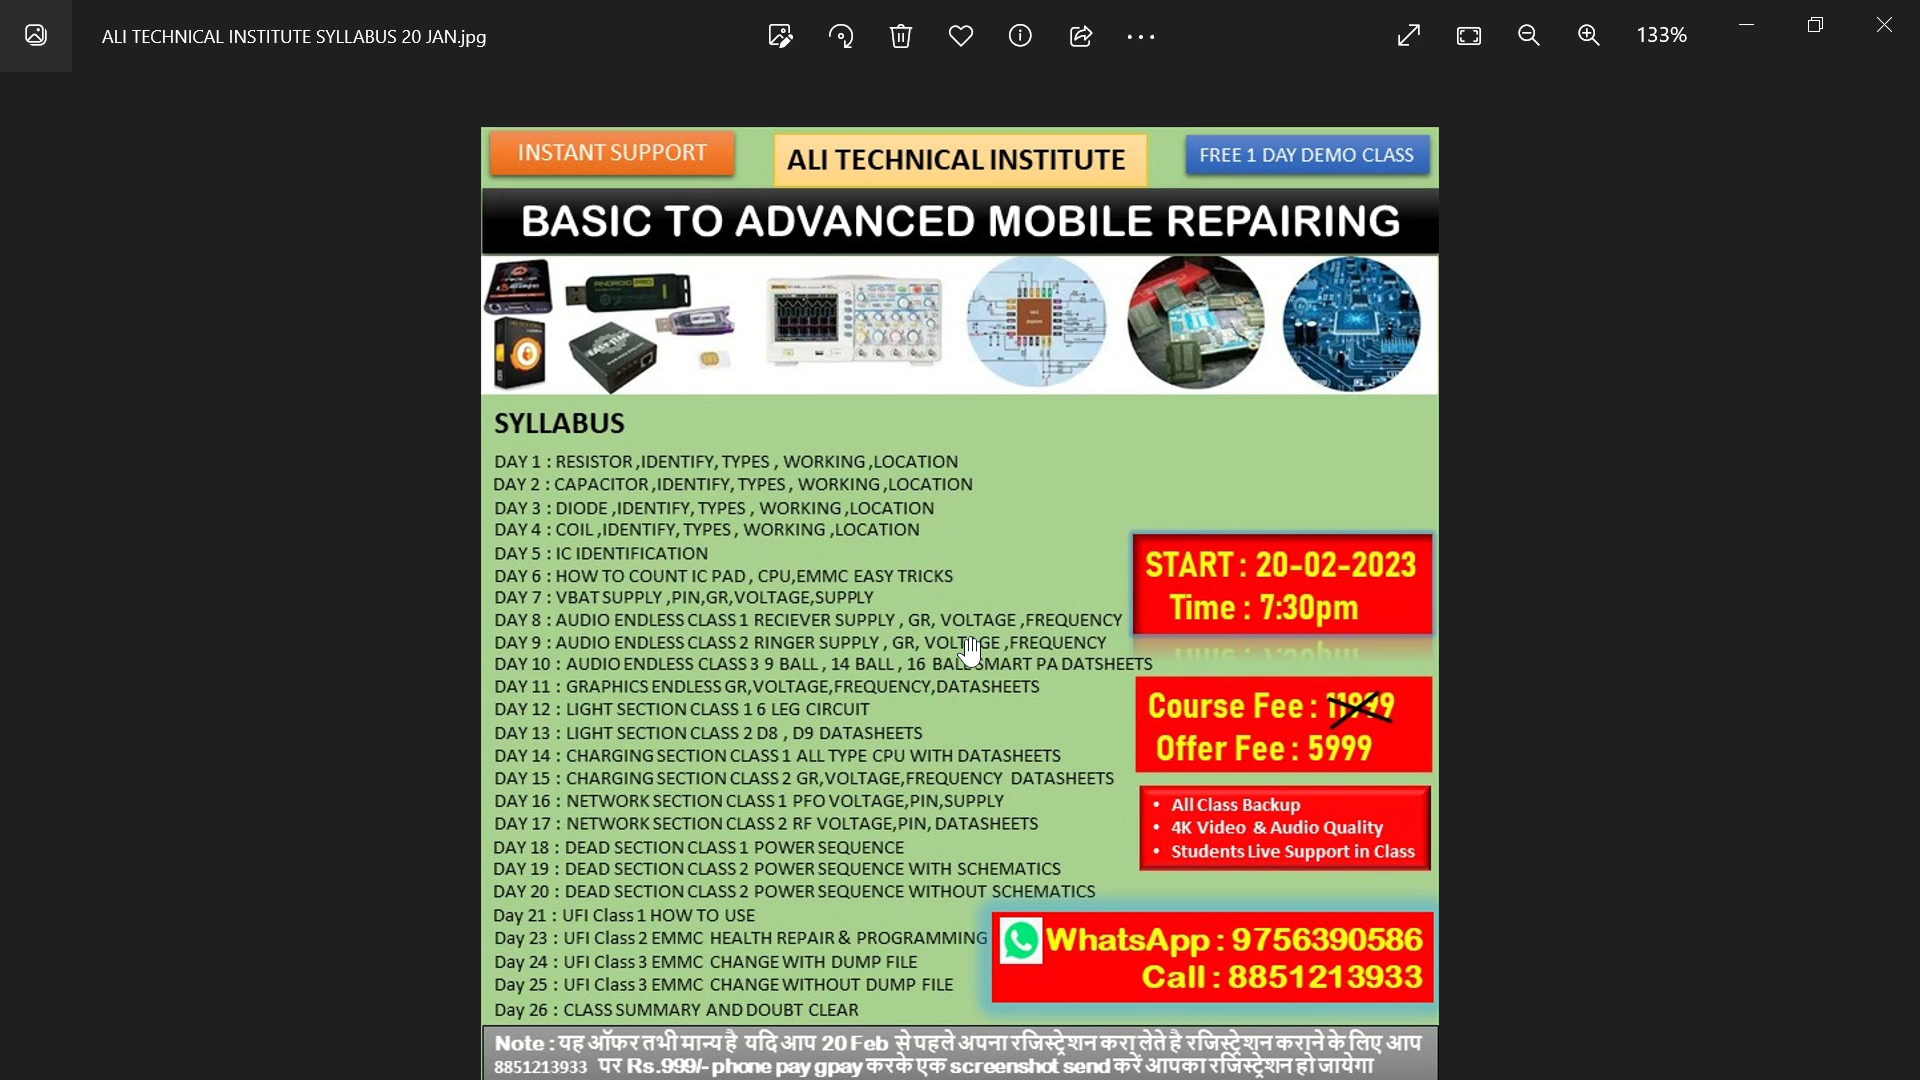 ALI TECHNICAL INSTITUTE SYLLABUS 20 JAN.jpg
133%
INSTANT SUPPORT
ALI TECHNICAL INSTITUTE
FREE 1 DAY DEMO CLASS
BASIC TO ADVANCED MOBILE REPAIRING
SYLLABUS
DAY 1 : RESISTOR ,IDENTIFY, TYPES , WORKING ,LOCATION
DAY 2 : CAPACITOR ,IDENTIFY, TYPES , WORKING ,LOCATION
DAY 3 : DIODE ,IDENTIFY, TYPES , WORKING ,LOCATION
DAY 4 : COIL ,IDENTIFY, TYPES , WORKING ,LOCATION
DAY 5 : IC IDENTIFICATION
DAY 6 : HOW TO COUNT IC PAD , CPU,EMMC EASY TRICKS
DAY 7 : VBAT SUPPLY ,PIN,GR,VOLTAGE,SUPPLY
DAY 8 : AUDIO ENDLESS CLASS 1 RECIEVER SUPPLY , GR, VOLTAGE ,FREQUENCY
DAY 9 : AUDIO ENDLESS CLASS 2 RINGER SUPPLY , GR, VOLTAGE ,FREQUENCY
DAY 10 : AUDIO ENDLESS CLASS 3 9 BALL , 14 BALL , 16 BALL SMART PA DATSHEETS
DAY 11 : GRAPHICS ENDLESS GR,VOLTAGE,FREQUENCY,DATASHEETS
DAY 12 : LIGHT SECTION CLASS 1 6 LEG CIRCUIT
DAY 13 : LIGHT SECTION CLASS 2 D8 , D9 DATASHEETS
DAY 14 : CHARGING SECTION CLASS 1 ALL TYPE CPU WITH DATASHEETS
DAY 15 : CHARGING SECTION CLASS 2 GR,VOLTAGE,FREQUENCY DATASHEETS
DAY 16 : NETWORK SECTION CLASS 1 PFO VOLTAGE,PIN,SUPPLY
DAY 17 : NETWORK SECTION CLASS 2 RF VOLTAGE,PIN, DATASHEETS
DAY 18 : DEAD SECTION CLASS 1 POWER SEQUENCE
DAY 19 : DEAD SECTION CLASS 2 POWER SEQUENCE WITH SCHEMATICS
DAY 20 : DEAD SECTION CLASS 2 POWER SEQUENCE WITHOUT SCHEMATICS
Day 21 : UFI Class 1 HOW TO USE
Day 23 : UFI Class 2 EMMC HEALTH REPAIR & PROGRAMMING
Day 24 : UFI Class 3 EMMC CHANGE WITH DUMP FILE
Day 25 : UFI Class 3 EMMC CHANGE WITHOUT DUMP FILE
Day 26 : CLASS SUMMARY AND DOUBT CLEAR
START : 20-02-2023
Time : 7:30pm
Course Fee : 11999
Offer Fee : 5999
• All Class Backup
• 4K Video & Audio Quality
• Students Live Support in Class
WhatsApp : 9756390586
Call : 8851213933
Note : यह ऑफर तभी मान्य है यदि आप 20 Feb से पहले अपना रजिस्ट्रेशन करा लेते है रजिस्ट्रेशन कराने के लिए आप
8851213933 पर Rs.999/- phone pay gpay करके एक screenshot send करें आपका रजिस्ट्रेशन हो जायेगा